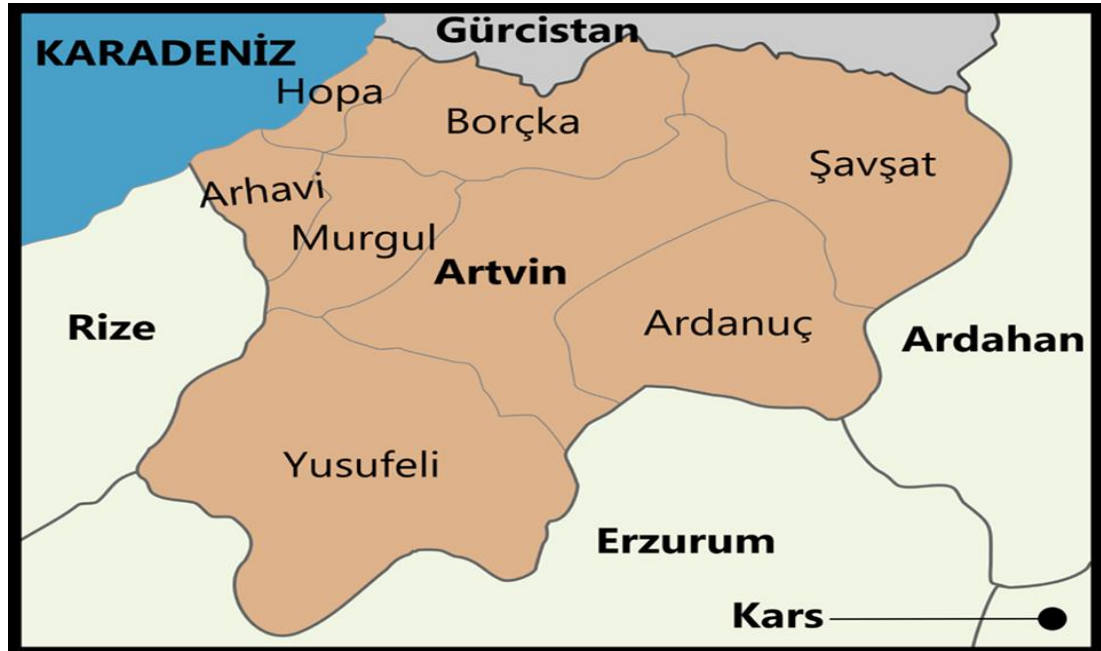 Gürcistan
KARADENİZ
Hopa
Borçka
Şavşat
Arhavi
Murgul
Artvin
Rize
Ardanuç
Ardahan
Yusufeli
Erzurum
Kars